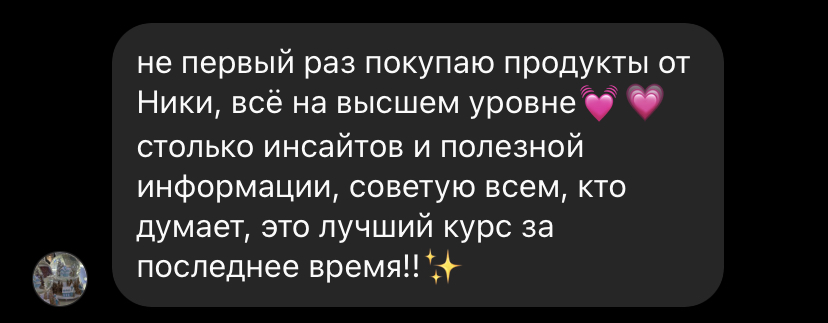 не первый раз покупаю продукты от
Ники, всё на высшем уровне💓💗
столько инсайтов и полезной
информации, советую всем, кто
думает, это лучший курс за
последнее время!!✨